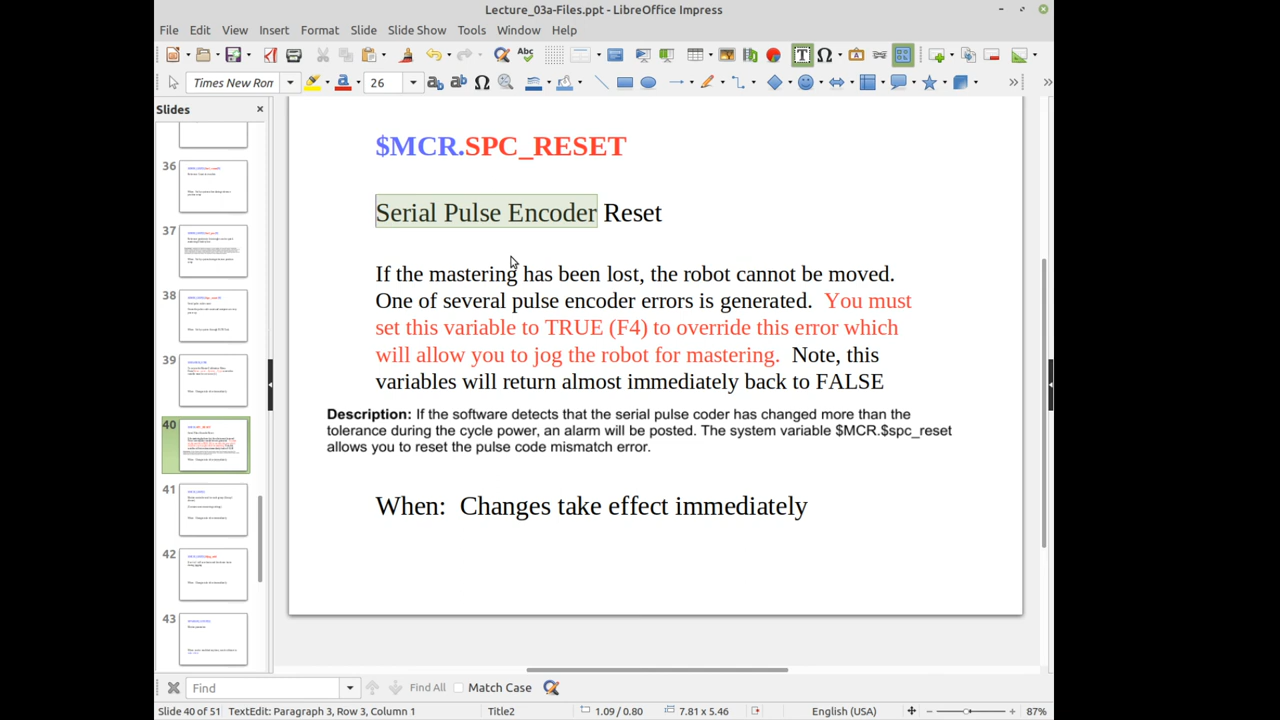 Lecture_03a-Files.ppt - LibreOffice Impress
File Edit View Insert Format Slide Slide Show Tools Window Help
Times New Ron 26
Slides
36
37
38
39
40
41
42
43
$MCR.SPC_RESET
Serial Pulse Encoder Reset
If the mastering has been lost, the robot cannot be moved.
One of several pulse encoder errors is generated. You must
set this variable to TRUE (F4) to override this error which
will allow you to jog the robot for mastering. Note, this
variables will return almost immediately back to FALSE
Description: If the software detects that the serial pulse coder has changed more than the
tolerance during the cycle power, an alarm will be posted. The system variable $MCR.$spc_reset
allows you to reset the pulse code mismatch error.
When: Changes take effect immediately
Find Find All Match Case
Slide 40 of 51 TextEdit: Paragraph 3, Row 3, Column 1 Title2 1.09 / 0.80 7.81 x 5.46 English (USA) 87%